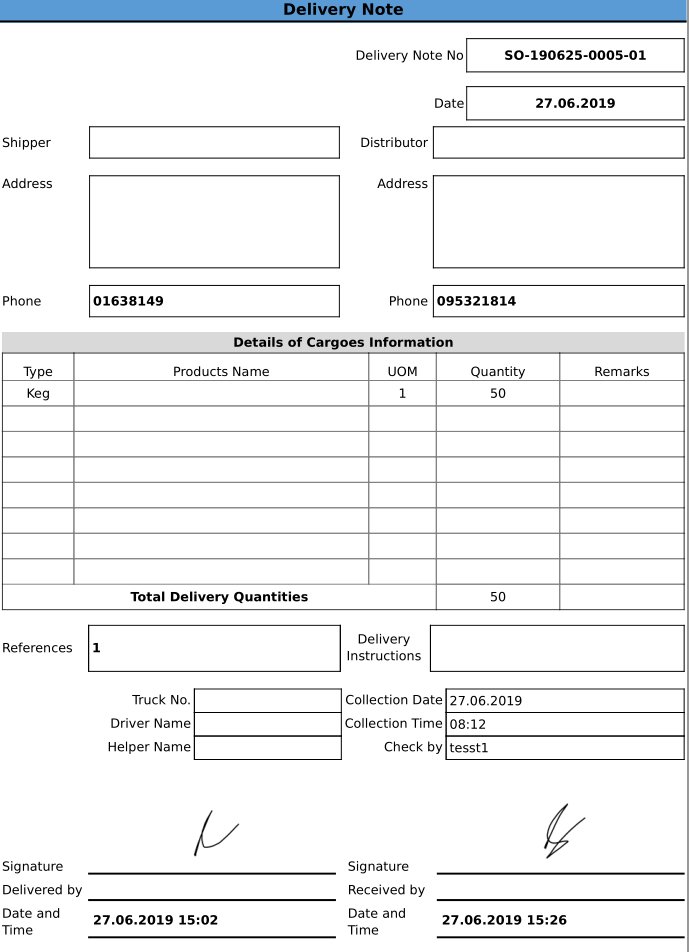 Delivery Note
Delivery Note No SO-190625-0005-01
Date 27.06.2019
Shipper Distributor
Address Address
Phone 01638149 Phone 095321814
Details of Cargoes Information
Type Products Name UOM Quantity Remarks
Keg 1 50
Total Delivery Quantities 50
References 1 Delivery Instructions
Truck No. Collection Date 27.06.2019
Driver Name Collection Time 08:12
Helper Name Check by tesst1
Signature Signature
Delivered by Received by
Date and Time 27.06.2019 15:02 Date and Time 27.06.2019 15:26